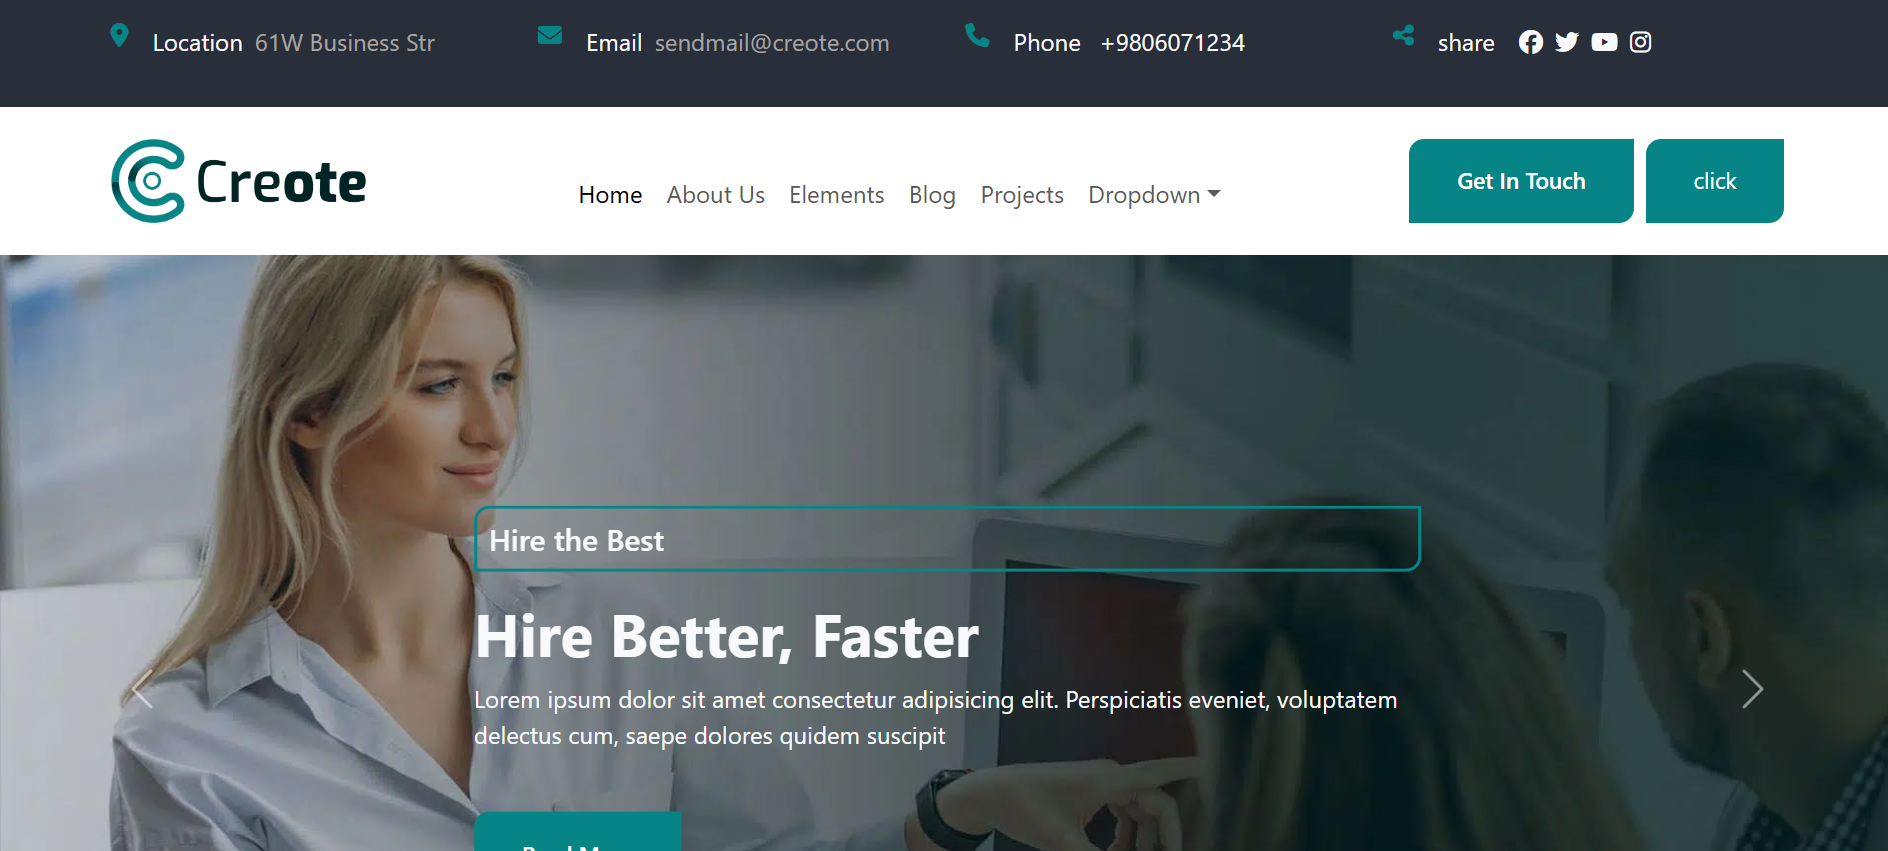 Location 61W Business Str Email sendmail@creote.com Phone +9806071234 share
Creote
Home About Us Elements Blog Projects Dropdown
Get In Touch click
Hire the Best
Hire Better, Faster
Lorem ipsum dolor sit amet consectetur adipisicing elit. Perspiciatis eveniet, voluptatem
delectus cum, saepe dolores quidem suscipit